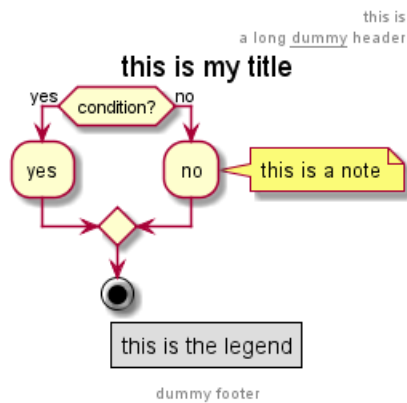 this is
a long dummy header
this is my title
yes
condition?
no
yes
no
this is a note
this is the legend
dummy footer